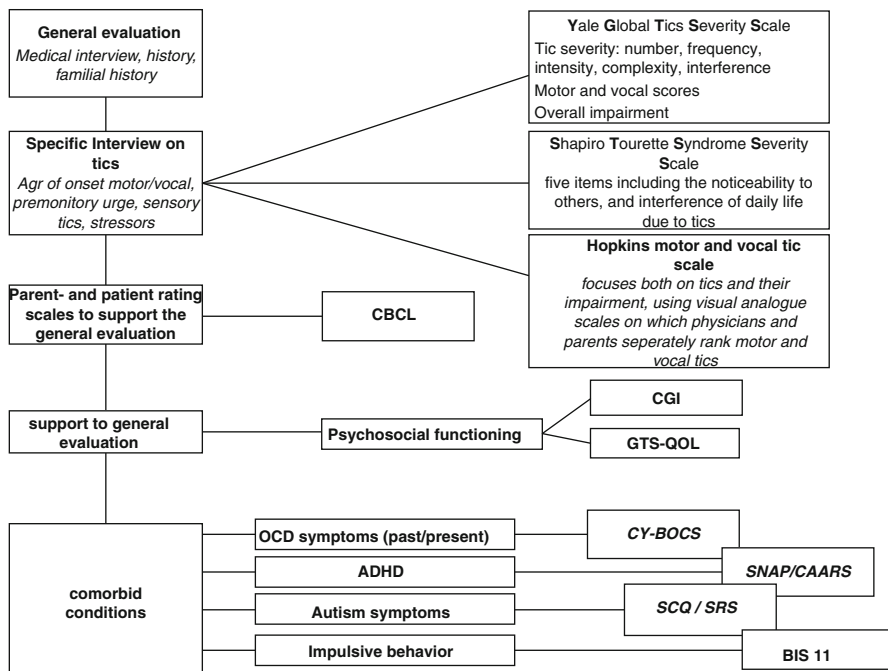 General evaluation
Medical interview, history,
familial history
Yale Global Tics Severity Scale
Tic severity: number, frequency,
intensity, complexity, interference
Motor and vocal scores
Overall impairment
Specific Interview on
tics
Agr of onset motor/vocal,
premonitory urge, sensory
tics, stressors
Shapiro Tourette Syndrome Severity
Scale
five items including the noticeability to
others, and interference of daily life
due to tics
Hopkins motor and vocal tic
scale
focuses both on tics and their
impairment, using visual analogue
scales on which physicians and
parents seperately rank motor and
vocal tics
Parent- and patient rating
scales to support the
general evaluation
CBCL
support to general
evaluation
Psychosocial functioning
CGI
GTS-QOL
comorbid
conditions
OCD symptoms (past/present)
CY-BOCS
ADHD
SNAP/CAARS
Autism symptoms
SCQ / SRS
Impulsive behavior
BIS 11